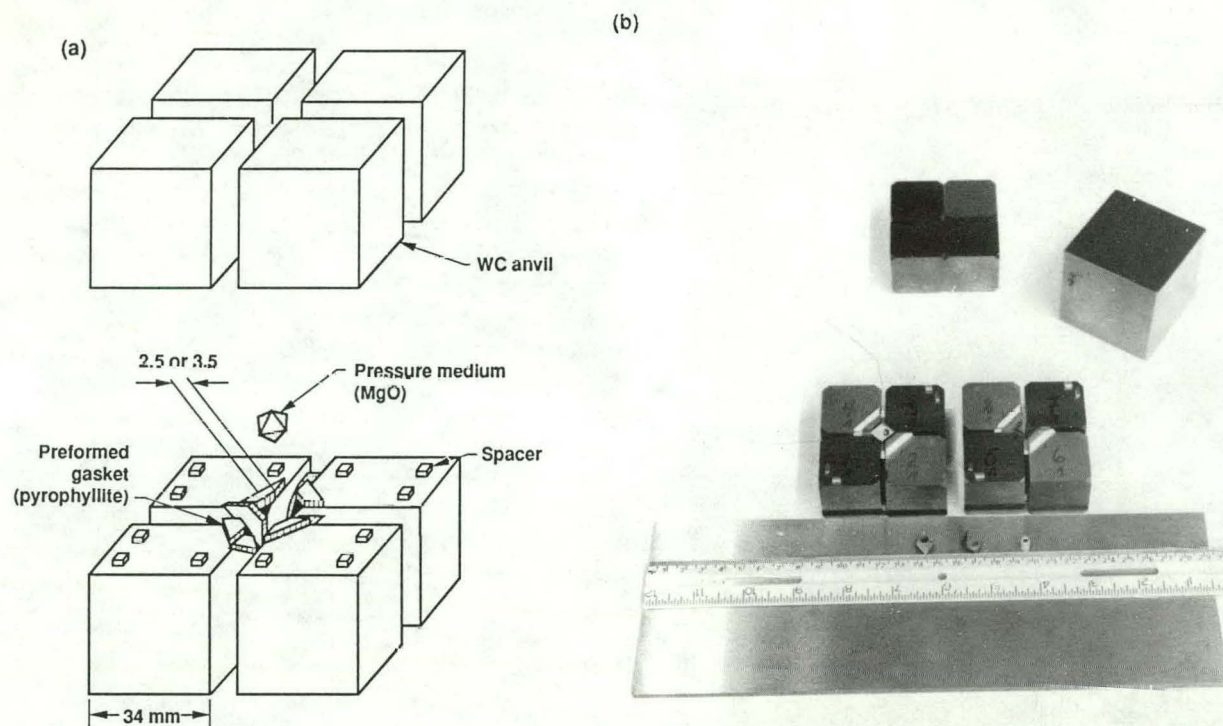 (a)
WC anvil
2.5 or 3.5
Pressure medium
(MgO)
Preformed
gasket
(pyrophyllite)
Spacer
34 mm
(b)